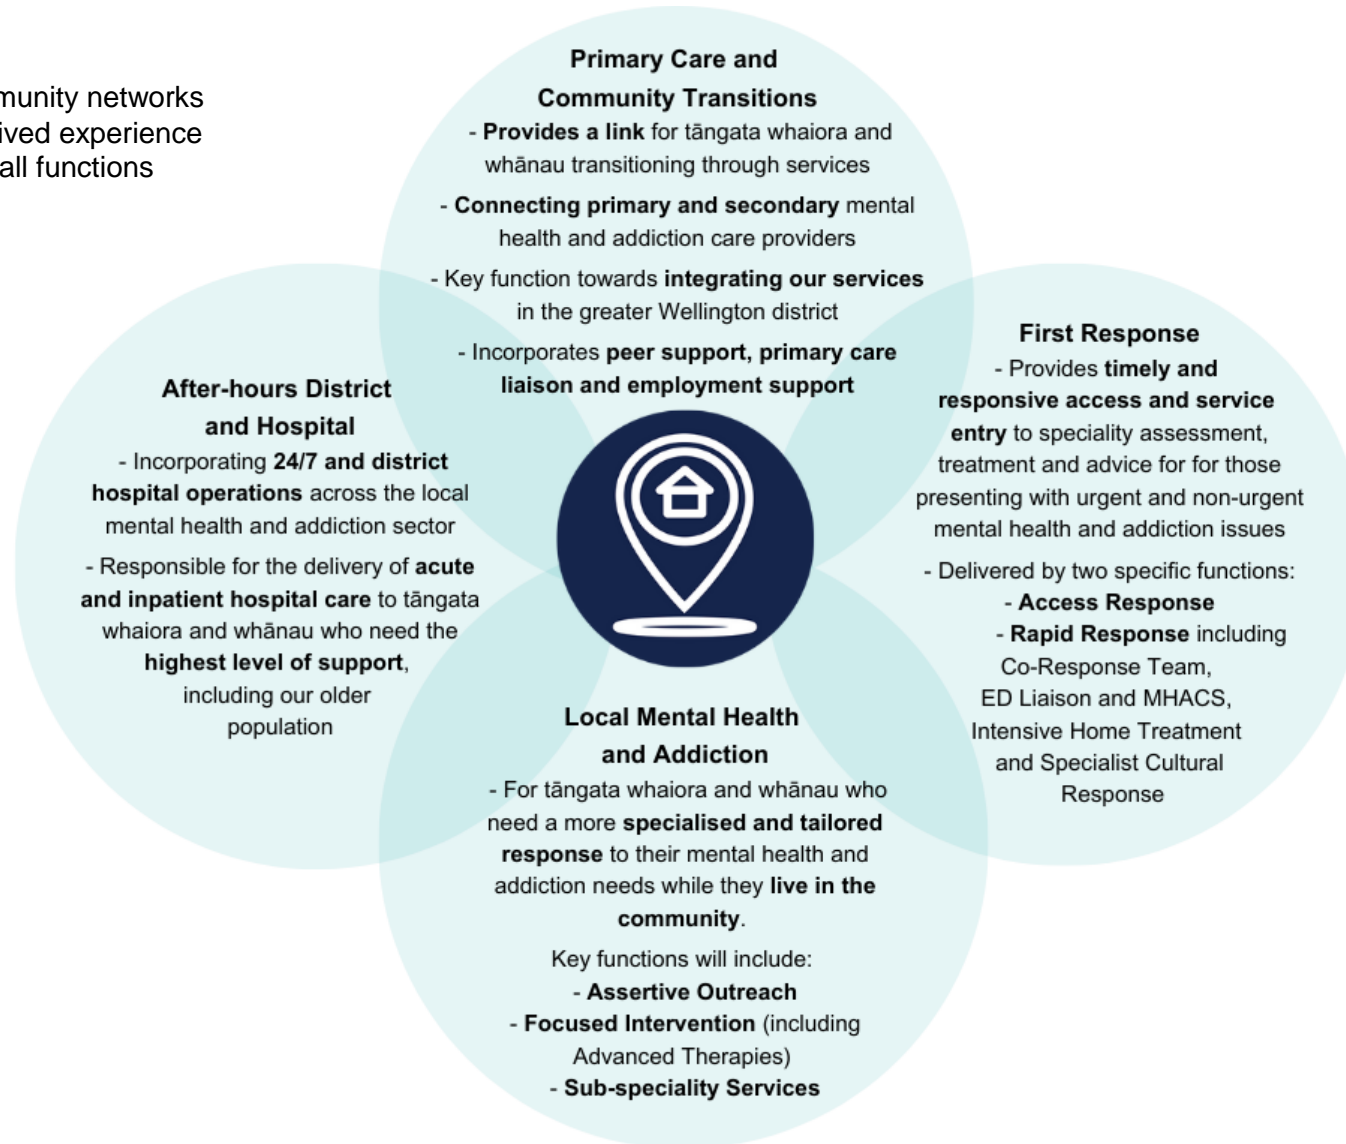 munity networks
ived experience
all functions
Primary Care and
Community Transitions
- Provides a link for tāngata whaiora and
whānau transitioning through services
- Connecting primary and secondary mental
health and addiction care providers
- Key function towards integrating our services
in the greater Wellington district
- Incorporates peer support, primary care
liaison and employment support
After-hours District
and Hospital
- Incorporating 24/7 and district
hospital operations across the local
mental health and addiction sector
- Responsible for the delivery of acute
and inpatient hospital care to tāngata
whaiora and whānau who need the
highest level of support,
including our older
population
First Response
- Provides timely and
responsive access and service
entry to speciality assessment,
treatment and advice for for those
presenting with urgent and non-urgent
mental health and addiction issues
- Delivered by two specific functions:
- Access Response
- Rapid Response including
Co-Response Team,
ED Liaison and MHACS,
Intensive Home Treatment
and Specialist Cultural
Response
Local Mental Health
and Addiction
- For tāngata whaiora and whānau who
need a more specialised and tailored
response to their mental health and
addiction needs while they live in the
community.
Key functions will include:
- Assertive Outreach
- Focused Intervention (including
Advanced Therapies)
- Sub-speciality Services